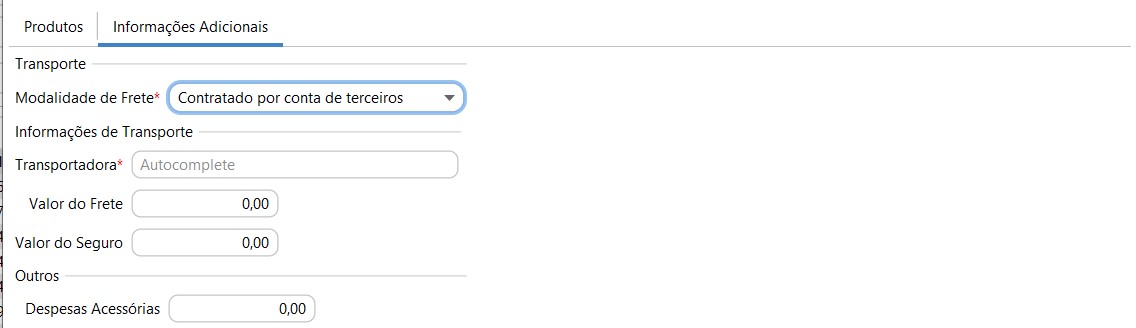 Produtos Informações Adicionais
Transporte
Modalidade de Frete* Contratado por conta de terceiros
Informações de Transporte
Transportadora* Autocomplete
Valor do Frete 0,00
Valor do Seguro 0,00
Outros
Despesas Acessórias 0,00